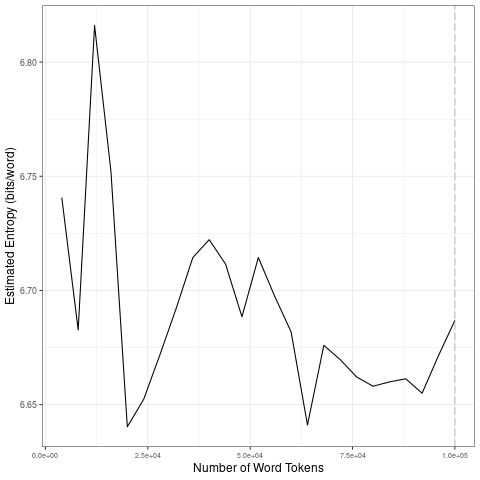 Estimated Entropy (bits/word)
6.80
6.75
6.70
6.65
0.0e+00 2.5e+04 5.0e+04 7.5e+04 1.0e+05
Number of Word Tokens